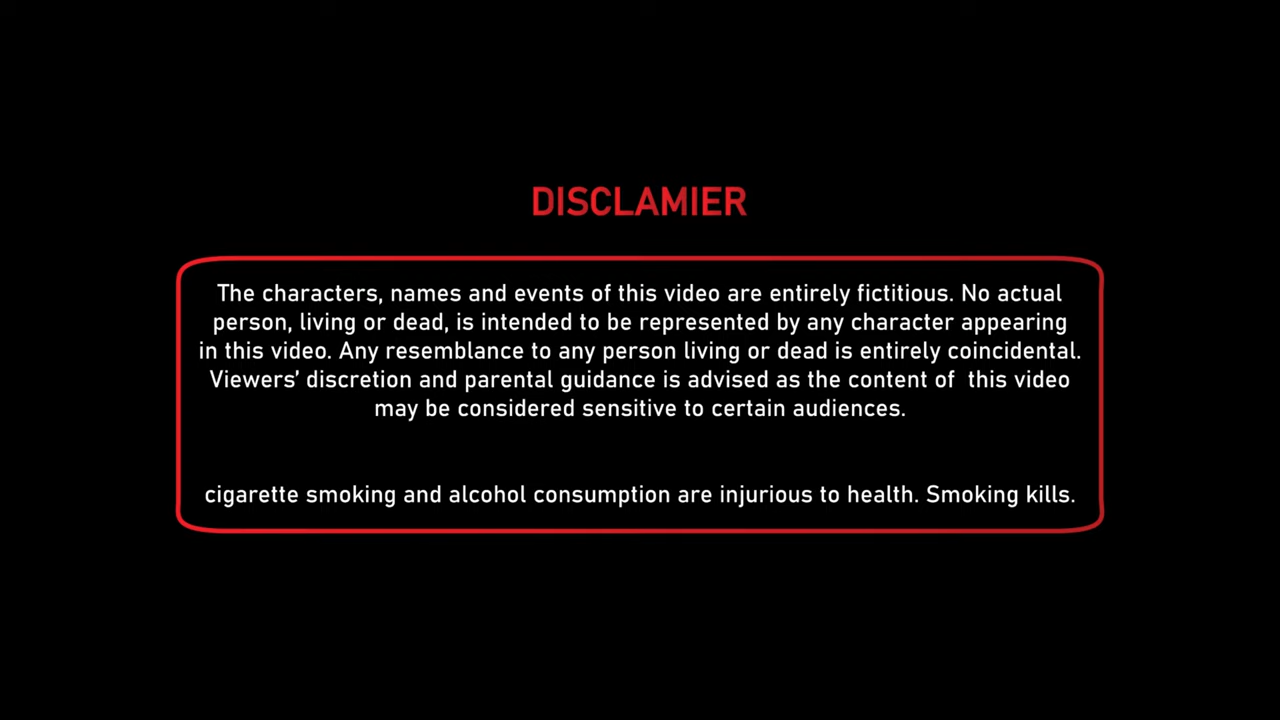 DISCLAMIER
The characters, names and events of this video are entirely fictitious. No actual
person, living or dead, is intended to be represented by any character appearing
in this video. Any resemblance to any person living or dead is entirely coincidental.
Viewers’ discretion and parental guidance is advised as the content of  this video
may be considered sensitive to certain audiences.
cigarette smoking and alcohol consumption are injurious to health. Smoking kills.